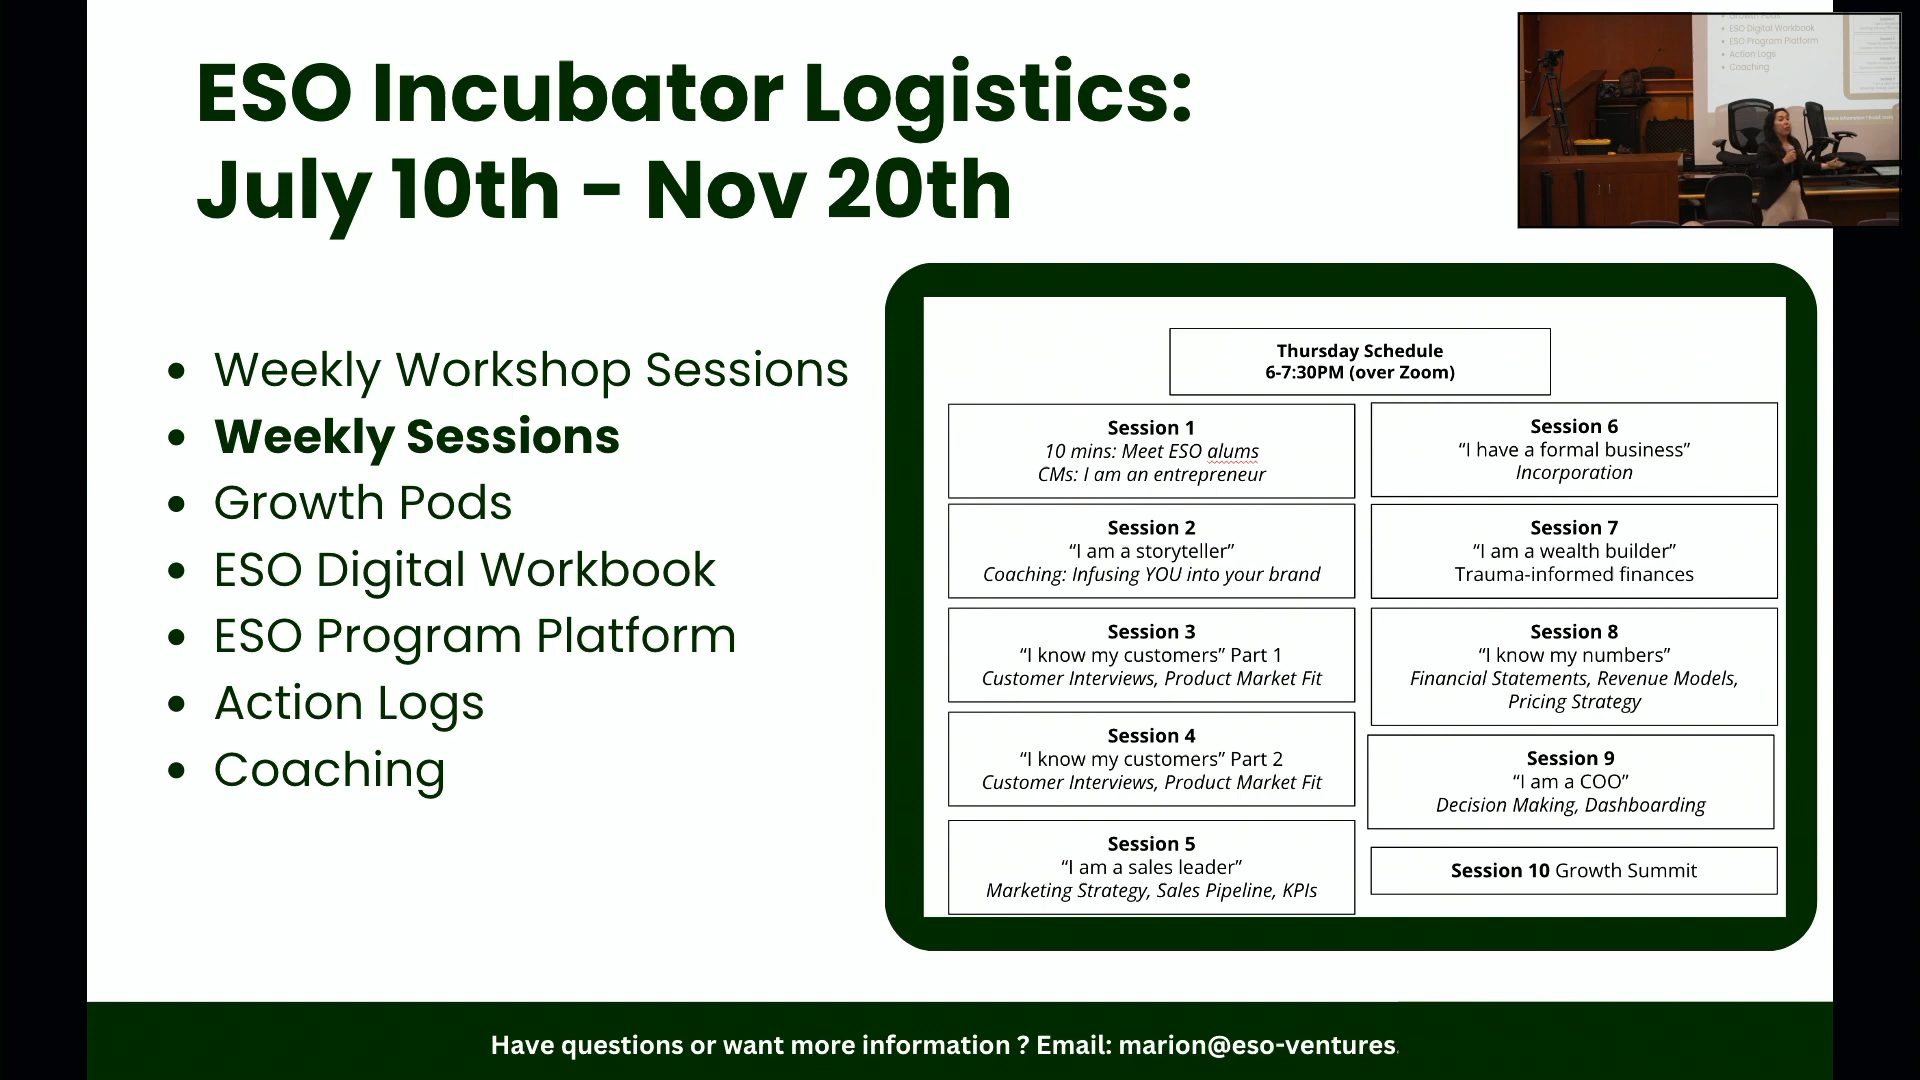 ESO Incubator Logistics:
July 10th – Nov 20th
• Weekly Workshop Sessions
• Weekly Sessions
• Growth Pods
• ESO Digital Workbook
• ESO Program Platform
• Action Logs
• Coaching
Thursday Schedule
6-7:30PM (over Zoom)
Session 1
10 mins: Meet ESO alums
CMs: I am an entrepreneur
Session 2
“I am a storyteller”
Coaching: Infusing YOU into your brand
Session 3
“I know my customers” Part 1
Customer Interviews, Product Market Fit
Session 4
“I know my customers” Part 2
Customer Interviews, Product Market Fit
Session 5
“I am a sales leader”
Marketing Strategy, Sales Pipeline, KPIs
Session 6
“I have a formal business”
Incorporation
Session 7
“I am a wealth builder”
Trauma-informed finances
Session 8
“I know my numbers”
Financial Statements, Revenue Models,
Pricing Strategy
Session 9
“I am a COO”
Decision Making, Dashboarding
Session 10 Growth Summit
Have questions or want more information ? Email: marion@eso-ventures.
• ESO Digital Workbook
• ESO Program Platform
• Action Logs
• Coaching